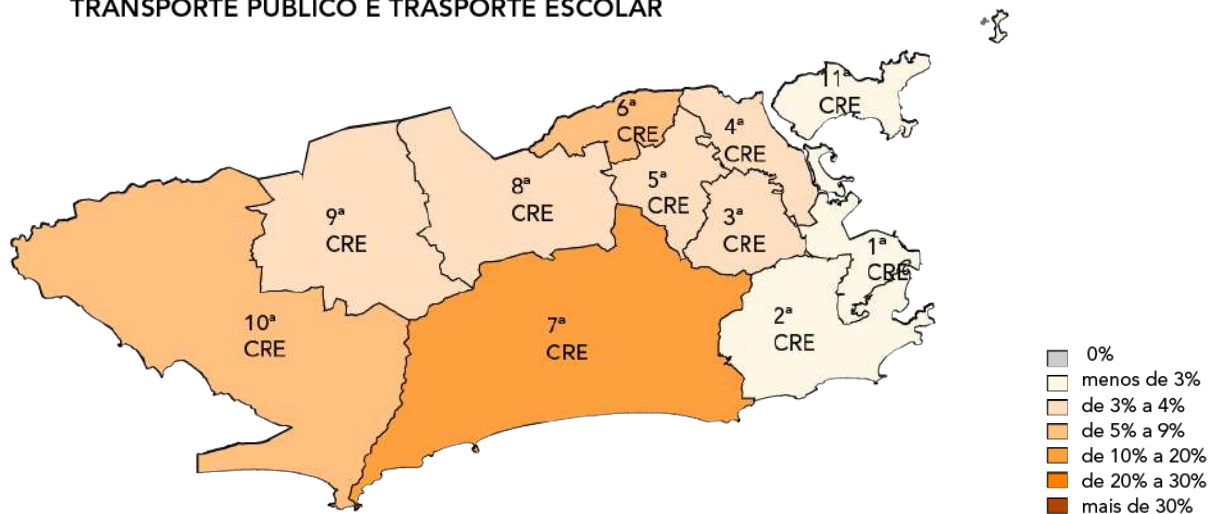 TRANSPORTE PÚBLICO E TRASPORTE ESCOLAR
11ª
CRE
6ª
CRE
4ª
CRE
8ª
CRE
5ª
CRE
9ª
CRE
3ª
CRE
1ª
CRE
10ª
CRE
7ª
CRE
2ª
CRE
0%
menos de 3%
de 3% a 4%
de 5% a 9%
de 10% a 20%
de 20% a 30%
mais de 30%